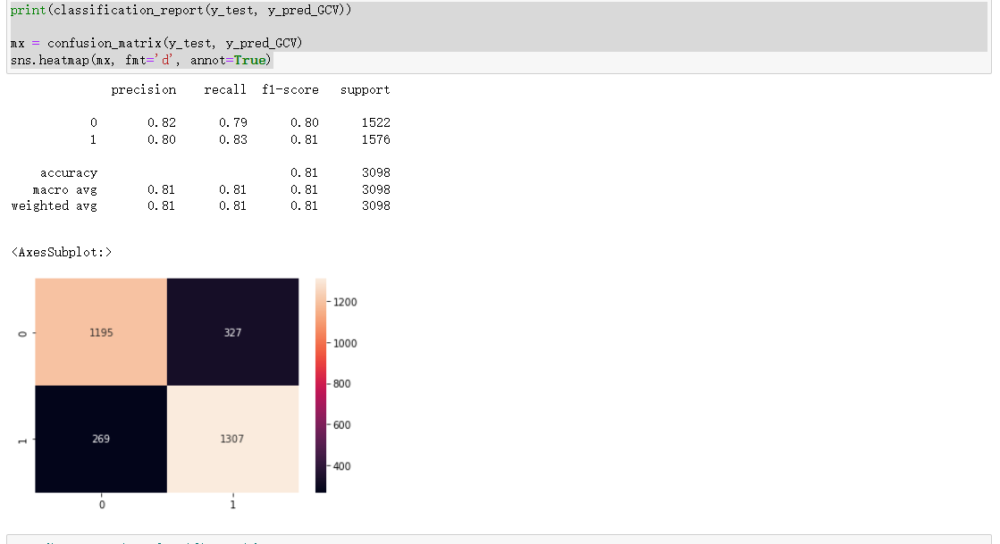 print(classification_report(y_test, y_pred_GCV))
mx = confusion_matrix(y_test, y_pred_GCV)
sns.heatmap(mx, fmt='d', annot=True)
precision recall f1-score support
0 0.82 0.79 0.80 1522
1 0.80 0.83 0.81 1576
accuracy 0.81 3098
macro avg 0.81 0.81 0.81 3098
weighted avg 0.81 0.81 0.81 3098
<AxesSubplot:>
1200
0 1195 327
1000
800
600
1 269 1307
400
0 1